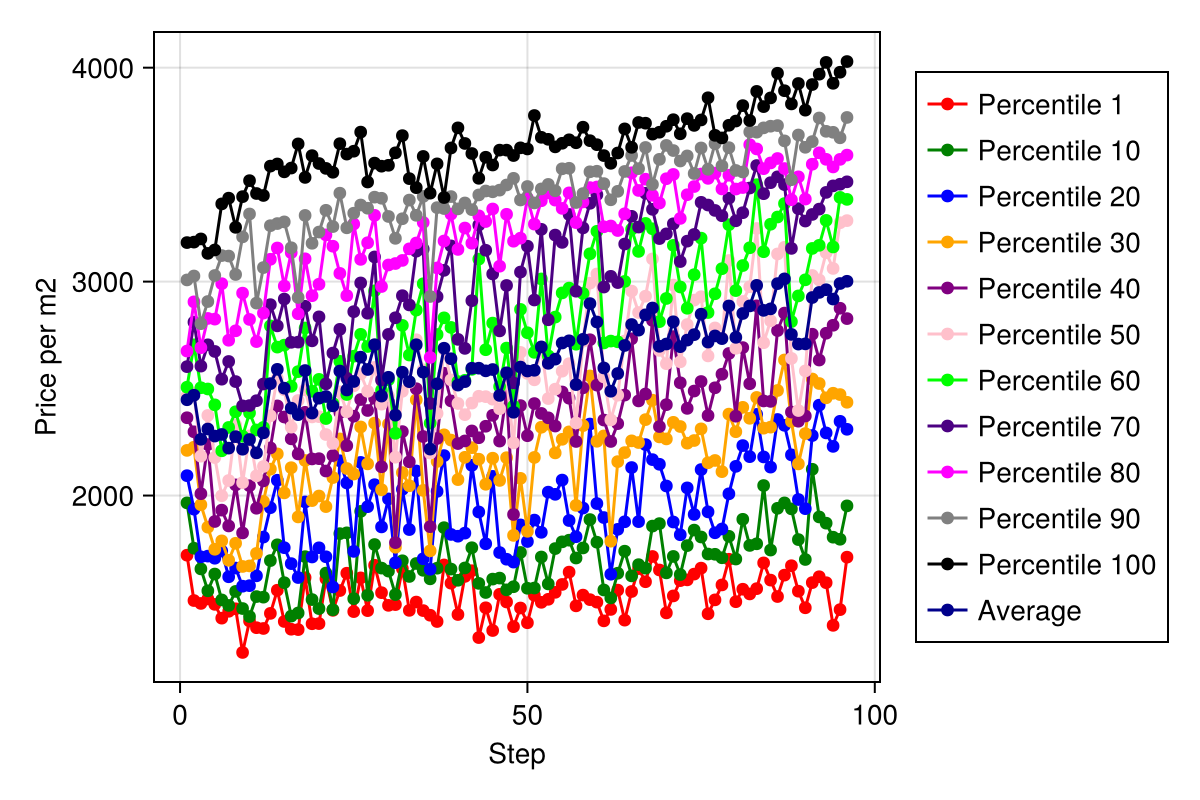 4000
3000
2000
Price per m2
0
50
100
Step
Percentile 1
Percentile 10
Percentile 20
Percentile 30
Percentile 40
Percentile 50
Percentile 60
Percentile 70
Percentile 80
Percentile 90
Percentile 100
Average